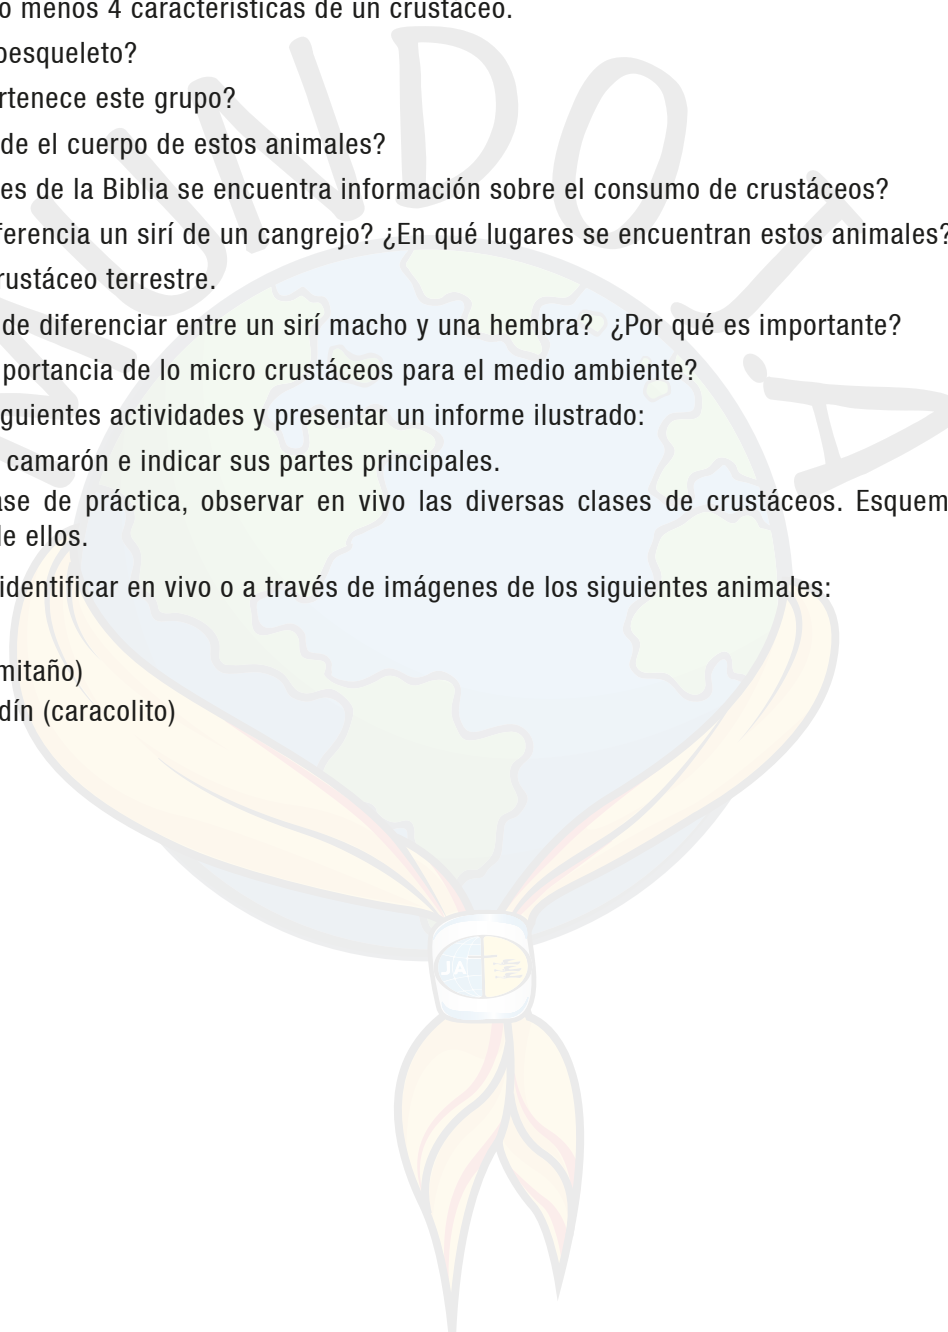 o menos 4 características de un crustáceo.
oesqueleto?
rtenece este grupo?
de el cuerpo de estos animales?
es de la Biblia se encuentra información sobre el consumo de crustáceos?
ferencia un sirí de un cangrejo? ¿En qué lugares se encuentran estos animales?
rustáceo terrestre.
de diferenciar entre un sirí macho y una hembra? ¿Por qué es importante?
portancia de lo micro crustáceos para el medio ambiente?
guientes actividades y presentar un informe ilustrado:
camarón e indicar sus partes principales.
ase de práctica, observar en vivo las diversas clases de crustáceos. Esquem
de ellos.
identificar en vivo o a través de imágenes de los siguientes animales:
mitaño)
dín (caracolito)
MUNDO J A
JA